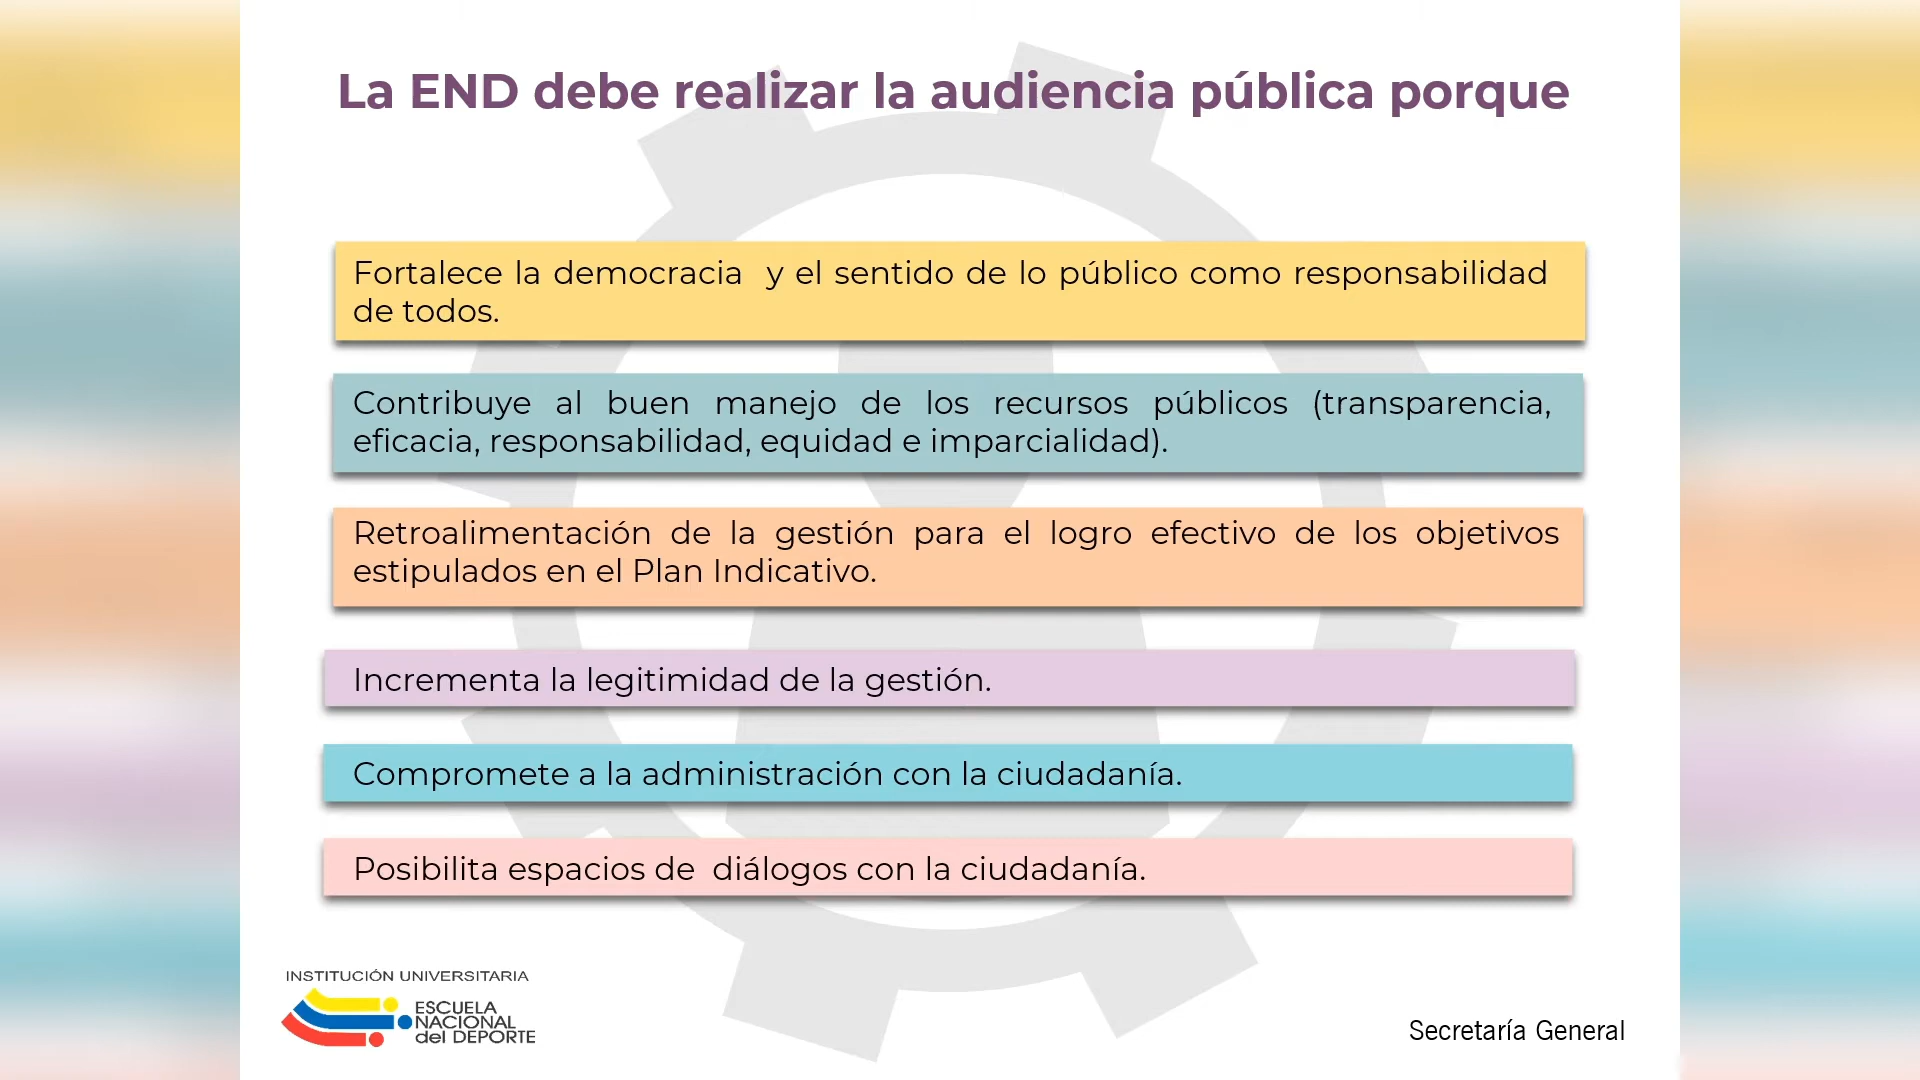 La END debe realizar la audiencia pública porque
Fortalece la democracia y el sentido de lo público como responsabilidad
de todos.
Contribuye al buen manejo de los recursos públicos (transparencia,
eficacia, responsabilidad, equidad e imparcialidad).
Retroalimentación de la gestión para el logro efectivo de los objetivos
estipulados en el Plan Indicativo.
Incrementa la legitimidad de la gestión.
Compromete a la administración con la ciudadanía.
Posibilita espacios de diálogos con la ciudadanía.
INSTITUCIÓN UNIVERSITARIA
ESCUELA
NACIONAL
del DEPORTE
Secretaría General